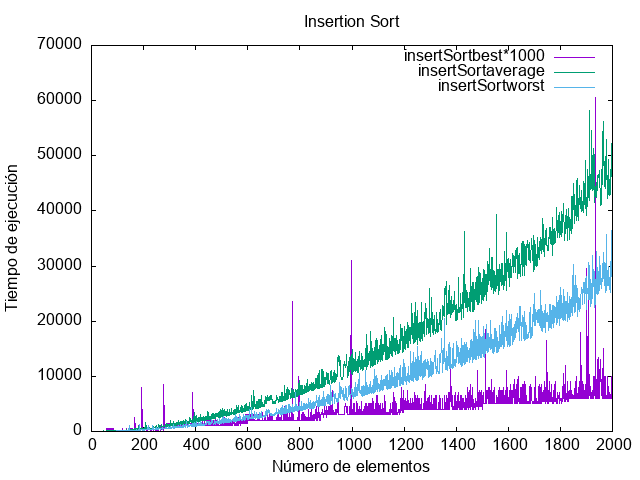 Insertion Sort
insertSortbest*1000
insertSortaverage
insertSortworst
70000
60000
50000
40000
30000
20000
10000
0
Tiempo de ejecución
0 200 400 600 800 1000 1200 1400 1600 1800 2000
Número de elementos